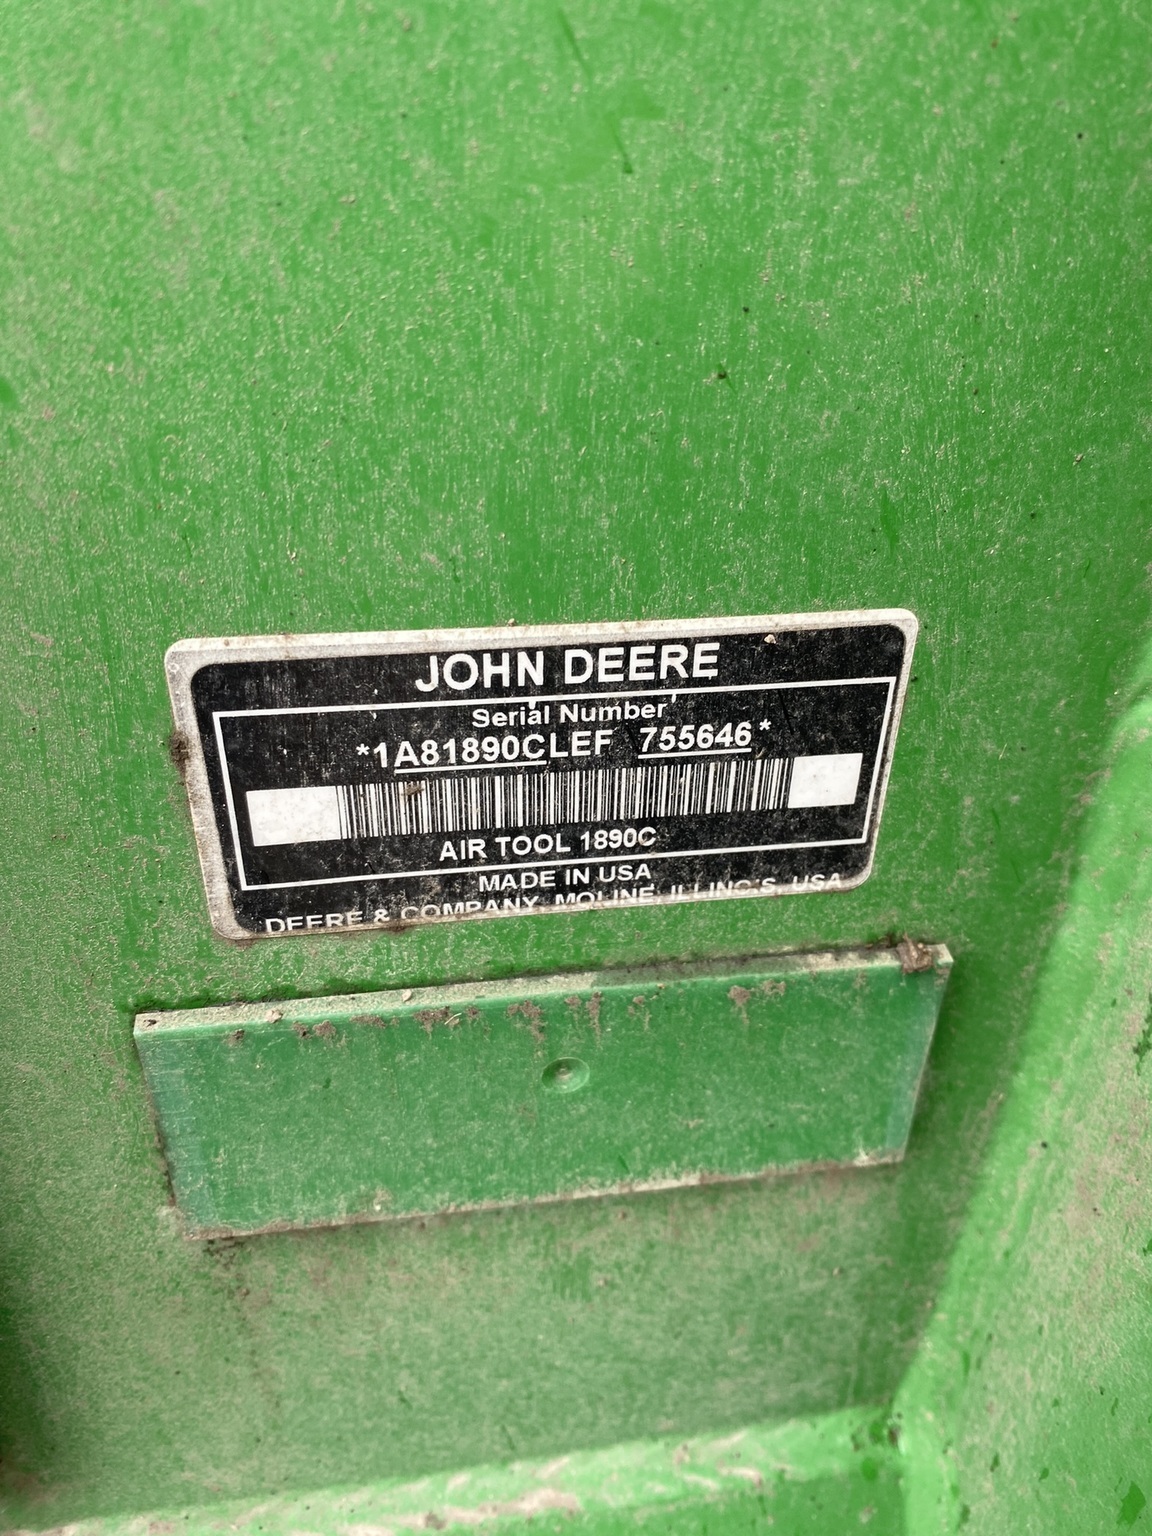 JOHN DEERE
Serial Number
*1A81890CLEF 755646*
AIR TOOL 1890C
MADE IN USA
DEERE & COMPANY, MOLINE, ILLINOIS, USA